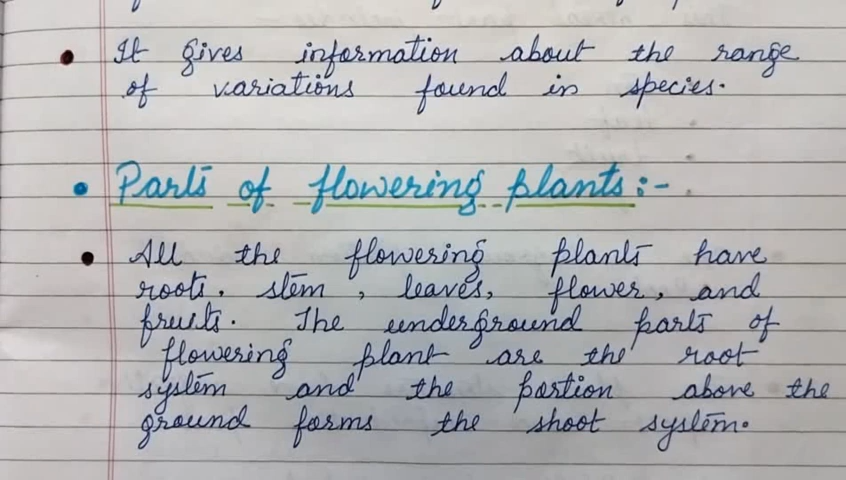 • It gives information about the range
of variations found in species.
• Parts of flowering plants :-
• All the flowering plants have
roots, stem, leaves, flower, and
fruits. The underground parts of
flowering plant are the root
system and the portion above the
ground forms the shoot system.